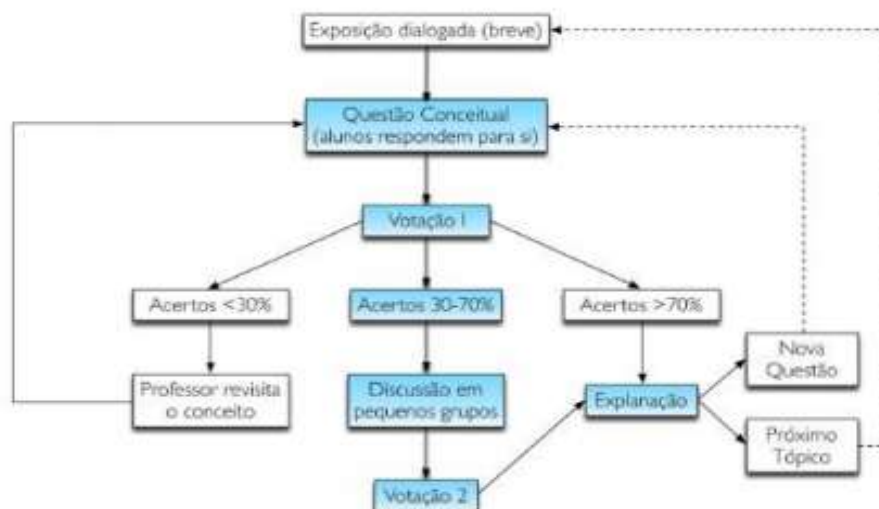 Exposição dialogada (breve)
Questão Conceitual
(alunos respondem para si)
Votação 1
Acertos <30%
Acertos 30-70%
Acertos >70%
Professor revisita
o conceito
Discussão em
pequenos grupos
Explanação
Nova
Questão
Próximo
Tópico
Votação 2